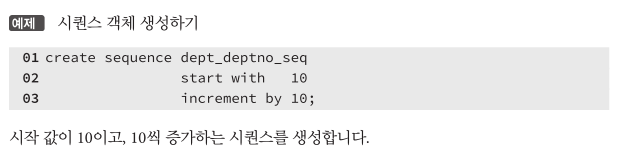 예제 시퀀스 객체 생성하기
01 create sequence dept_deptno_seq
02 start with 10
03 increment by 10;
시작 값이 10이고, 10씩 증가하는 시퀀스를 생성합니다.